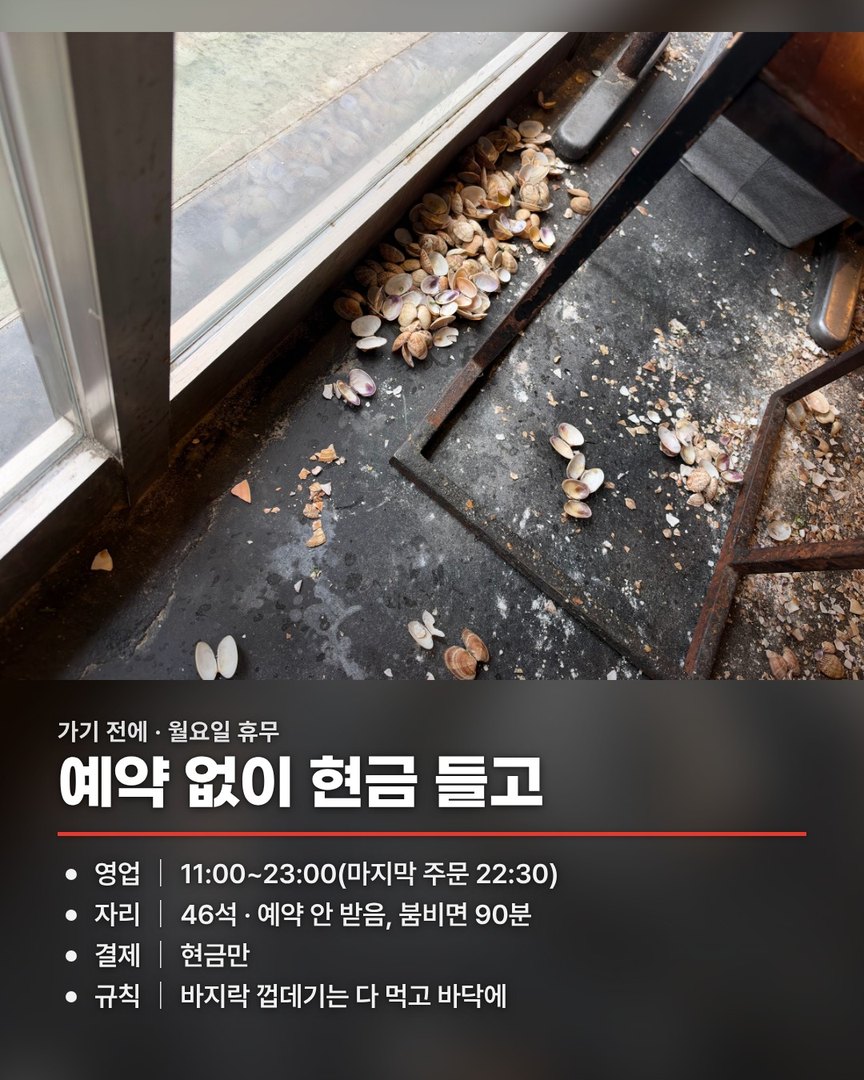 가기 전에 · 월요일 휴무
예약 없이 현금 들고
• 영업 | 11:00~23:00(마지막 주문 22:30)
• 자리 | 46석 · 예약 안 받음, 붐비면 90분
• 결제 | 현금만
• 규칙 | 바지락 껍데기는 다 먹고 바닥에